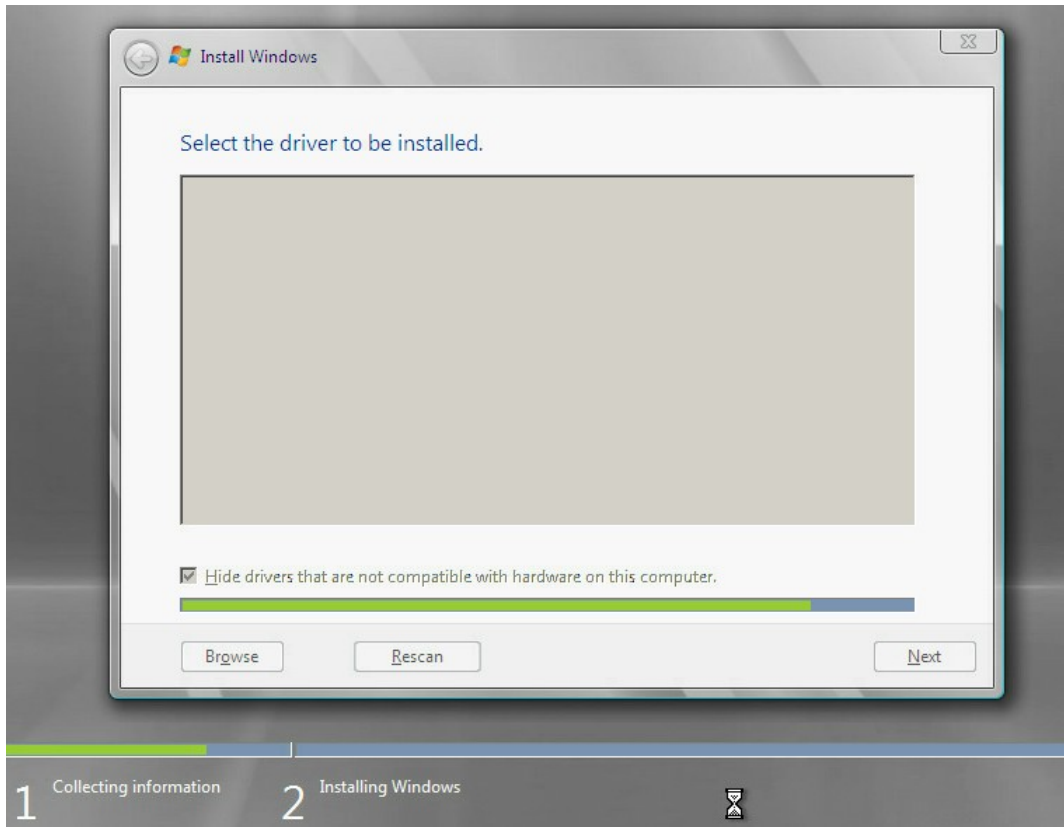 Install Windows
Select the driver to be installed.
Hide drivers that are not compatible with hardware on this computer.
Browse Rescan Next
1 Collecting information 2 Installing Windows